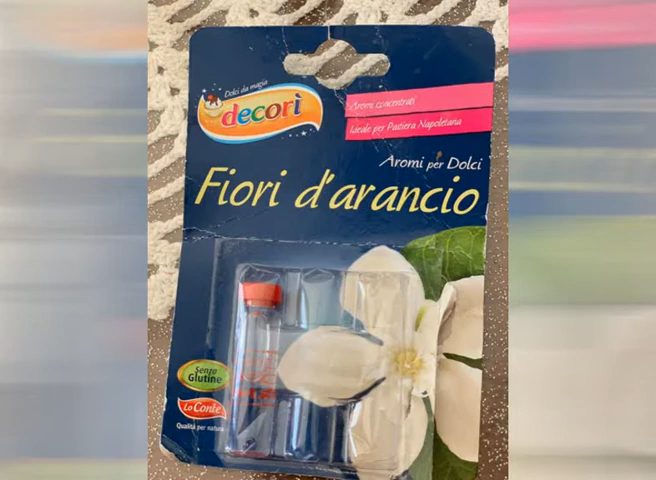 Dolci da magia
decorì
Aromi concentrati
Ideale per Pastiera Napoletana
Aromi per Dolci
Fiori d'arancio
Senza
Glutine
Lo Conte
Qualità per natura